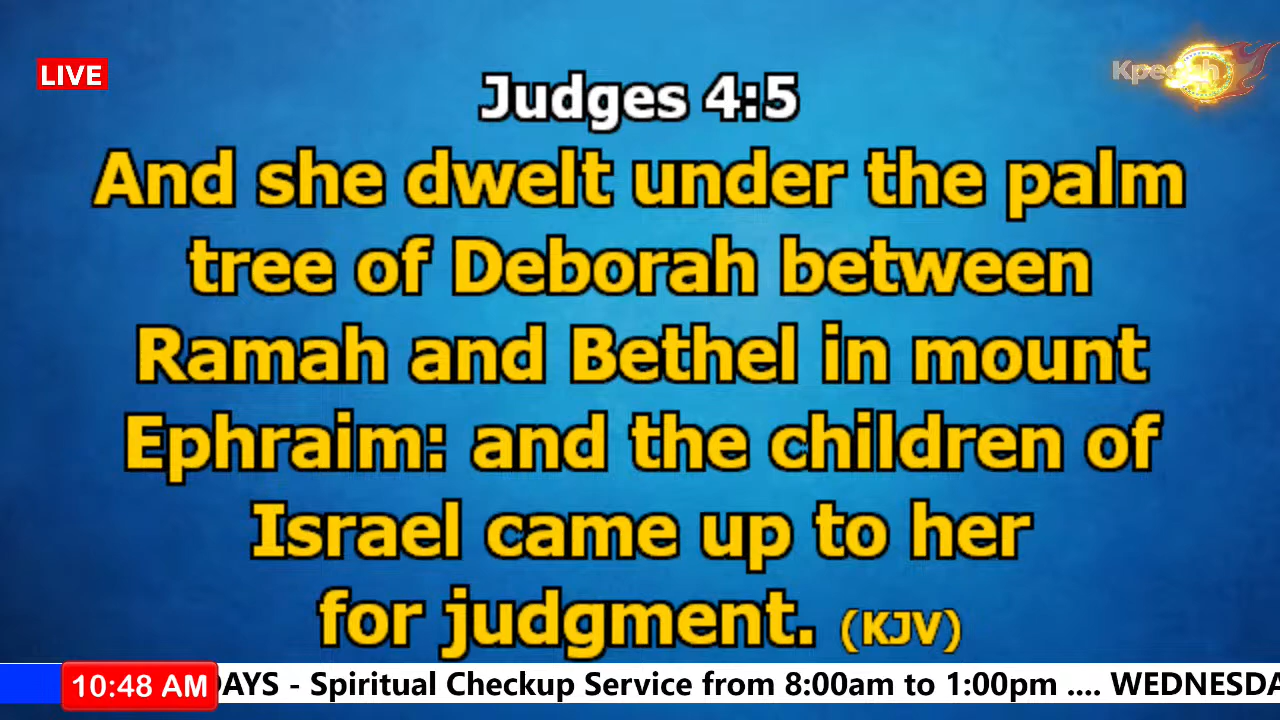 LIVE
Judges 4:5
And she dwelt under the palm
tree of Deborah between
Ramah and Bethel in mount
Ephraim: and the children of
Israel came up to her
for judgment. (KJV)
10:48 AM
DAYS - Spiritual Checkup Service from 8:00am to 1:00pm .... WEDNESDA